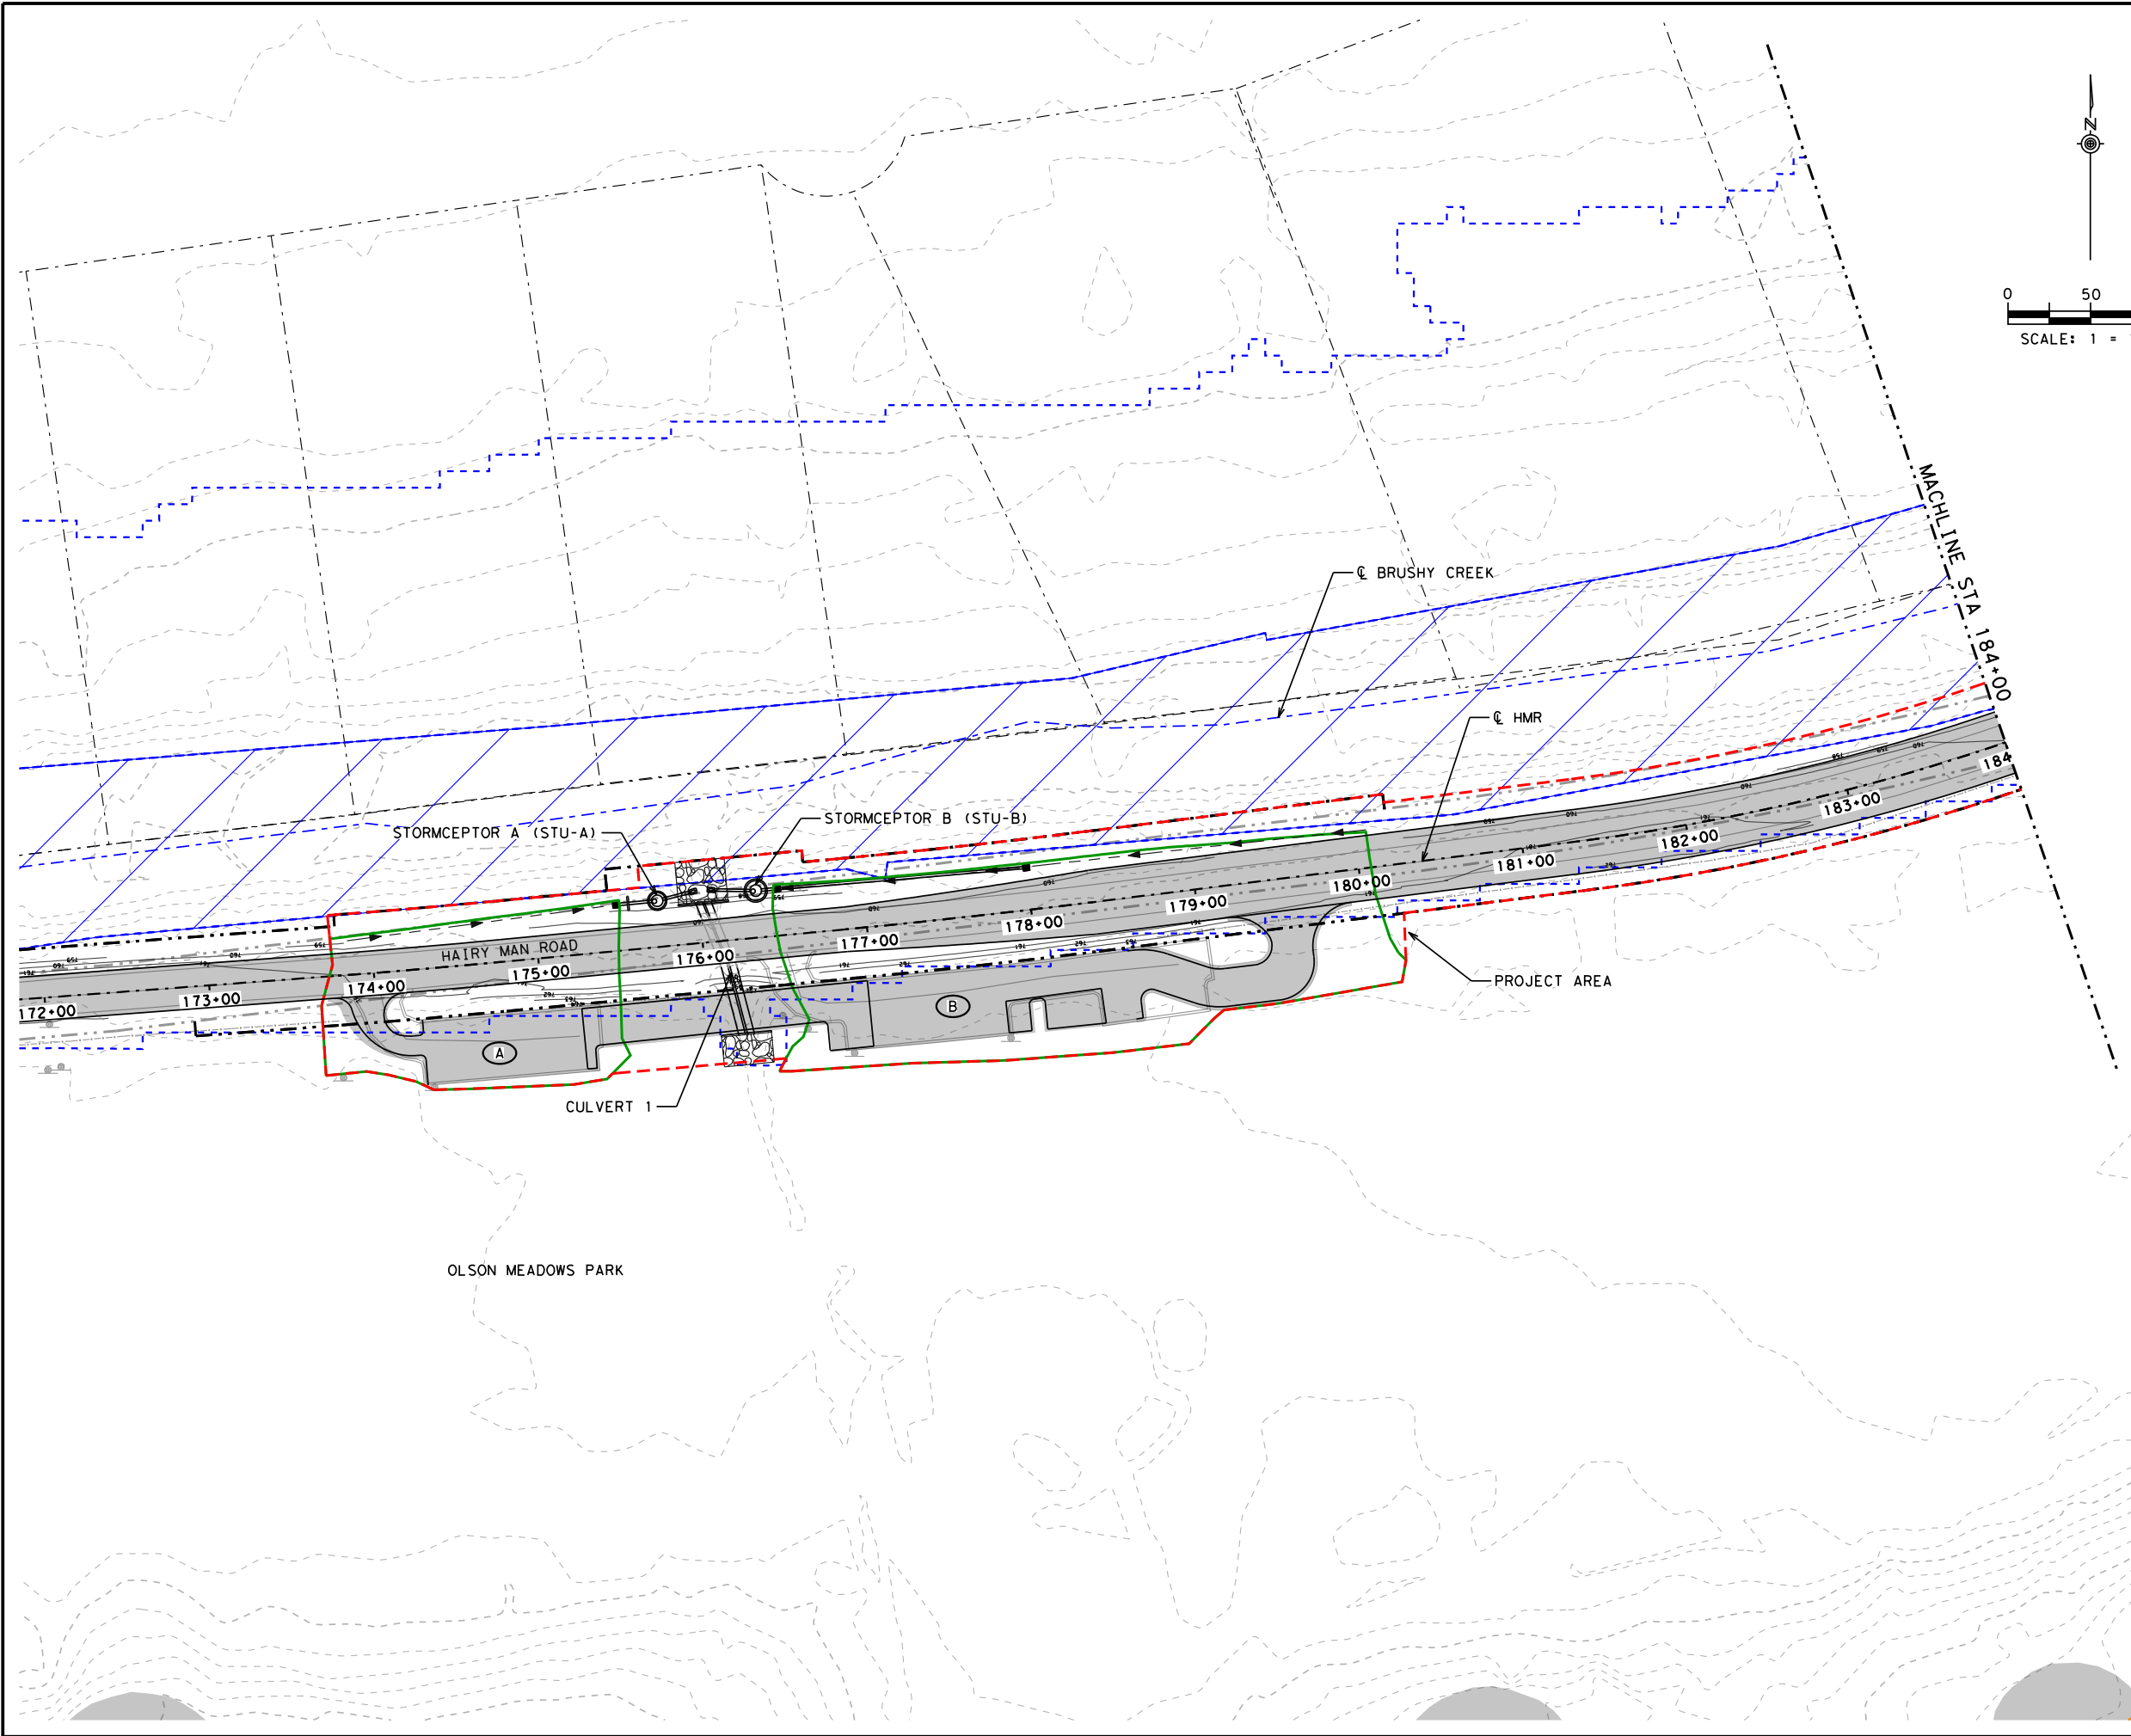 N
0 50
SCALE: 1 =
MACHLINE STA 184+00
℄ BRUSHY CREEK
℄ HMR
STORMCEPTOR B (STU-B)
STORMCEPTOR A (STU-A)
184
183+00
182+00
181+00
180+00
179+00
178+00
177+00
176+00
HAIRY MAN ROAD
175+00
174+00
173+00
172+00
PROJECT AREA
B
A
CULVERT 1
OLSON MEADOWS PARK